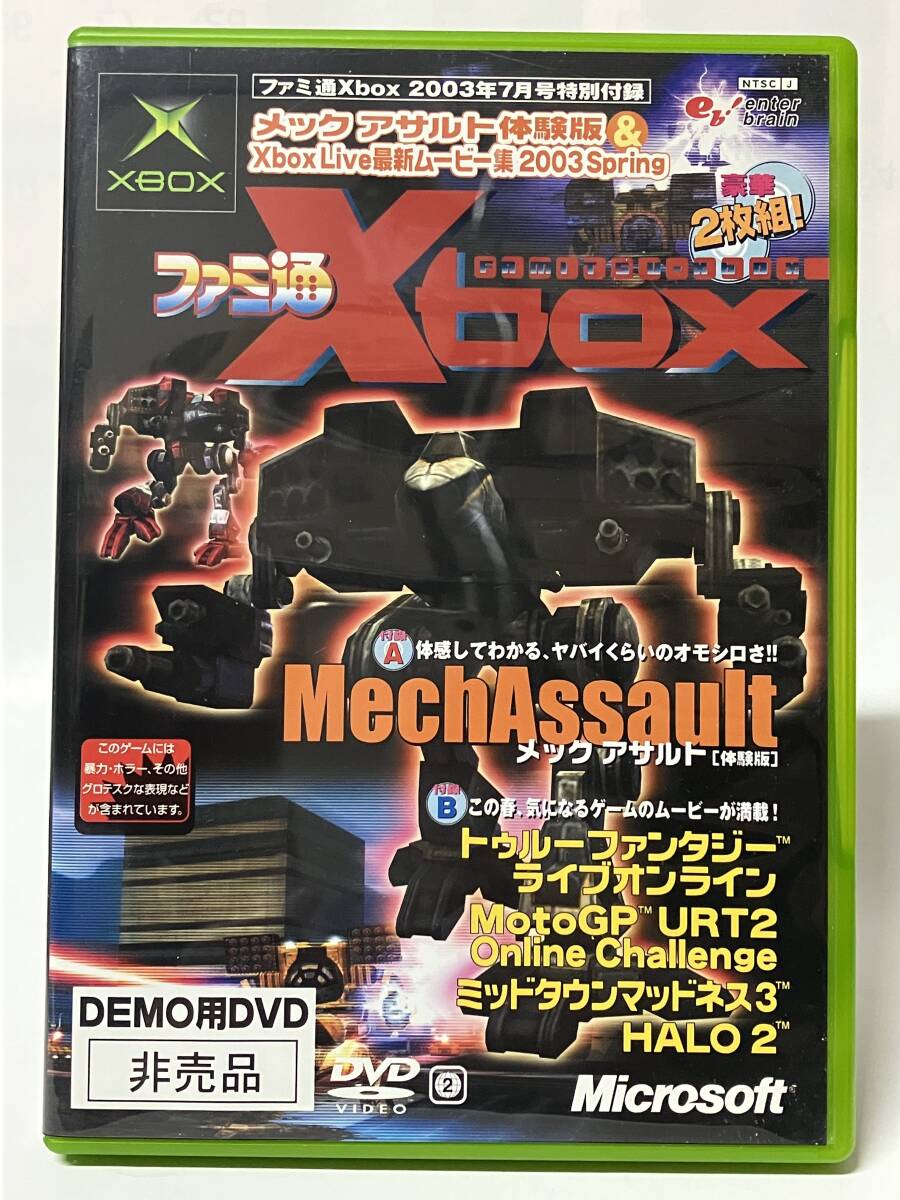 XBOX
ファミ通Xbox 2003年7月号特別付録
NTSC J
eb! enter brain
メック アサルト体験版&
XboxLive最新ムービー集 2003 Spring
豪華
2枚組!
ファミ通
Xbox
付録
A 体感してわかる、ヤバイくらいのオモシロさ!!
MechAssault
メック アサルト[体験版]
このゲームには
暴力・ホラー、その他
グロテスクな表現など
が含まれています。
付録
B この春、気になるゲームのムービーが満載!
トゥルーファンタジー™
ライブオンライン
MotoGP™ URT2
Online Challenge
ミッドタウンマッドネス3™
HALO 2™
DEMO用DVD
非売品
DVD
VIDEO
2
Microsoft®